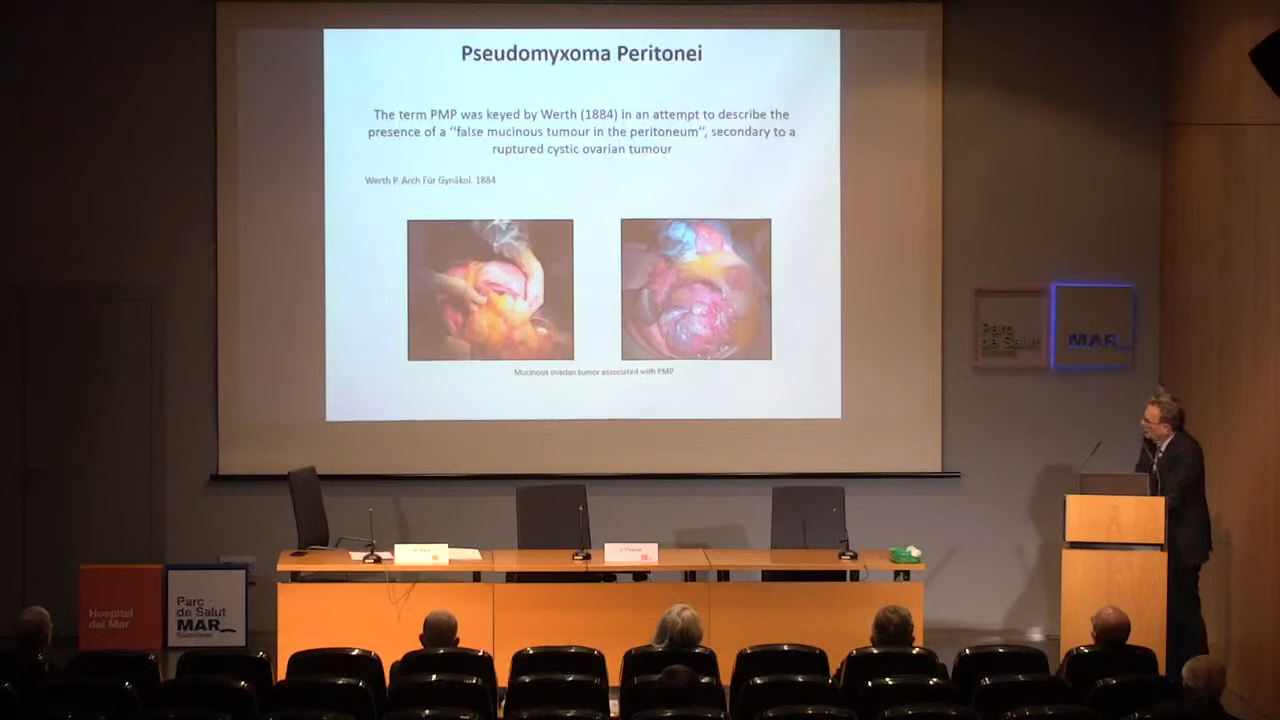 Pseudomyxoma Peritonei
The term PMP was keyed by Werth (1884) in an attempt to describe the
presence of a “false mucinous tumour in the peritoneum”, secondary to a
ruptured cystic ovarian tumour
Werth P. Arch Für Gynäkol. 1884
Mucinous ovarian tumor associated with PMP
Parc
de Salut
MAR_
Hospital
del Mar
Parc
de Salut
MAR_